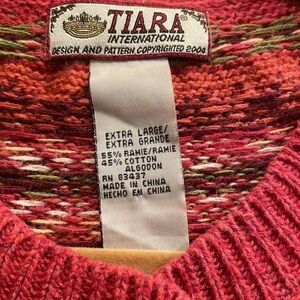 TIARA
INTERNATIONAL
DESIGN AND PATTERN COPYRIGHTED 2004
EXTRA LARGE/
EXTRA GRANDE
55% RAMIE/RAMIE
45% COTTON
ALGODON
RN 83437
MADE IN CHINA
HECHO EN CHINA